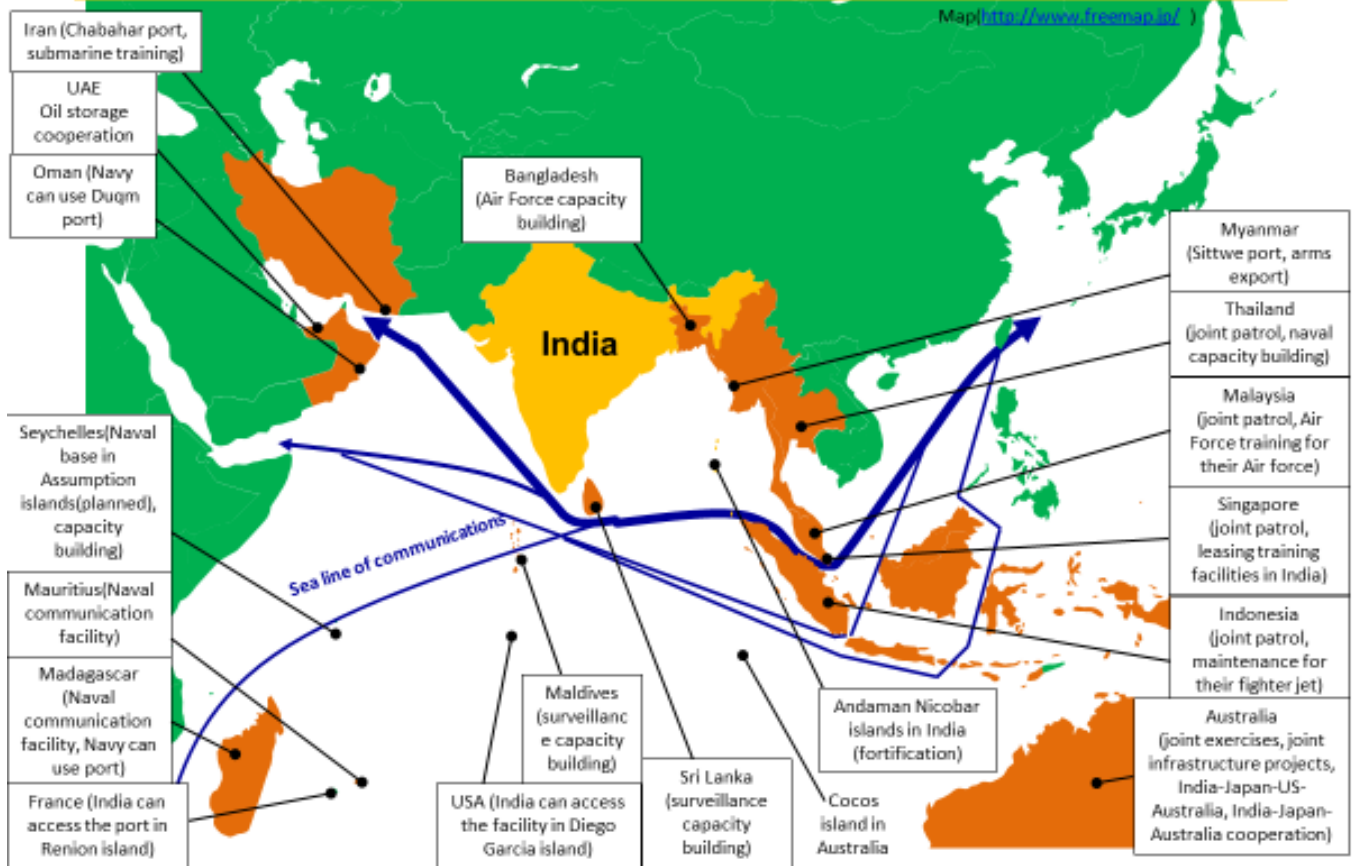 Map(http://www.freemap.jp/ )
Iran (Chabahar port,
submarine training)
UAE
Oil storage
cooperation
Oman (Navy
can use Duqm
port)
Bangladesh
(Air Force capacity
building)
India
Myanmar
(Sittwe port, arms
export)
Thailand
(joint patrol, naval
capacity building)
Malaysia
(joint patrol, Air
Force training for
their Air force)
Singapore
(joint patrol,
leasing training
facilities in India)
Indonesia
(joint patrol,
maintenance for
their fighter jet)
Australia
(joint exercises, joint
infrastructure projects,
India-Japan-US-
Australia, India-Japan-
Australia cooperation)
Seychelles(Naval
base in
Assumption
islands(planned),
capacity
building)
Mauritius(Naval
communication
facility)
Madagascar
(Naval
communication
facility, Navy can
use port)
France (India can
access the port in
Renion island)
Sea line of communications
Maldives
(surveillanc
e capacity
building)
USA (India can access
the facility in Diego
Garcia island)
Sri Lanka
(surveillance
capacity
building)
Andaman Nicobar
islands in India
(fortification)
Cocos
island in
Australia